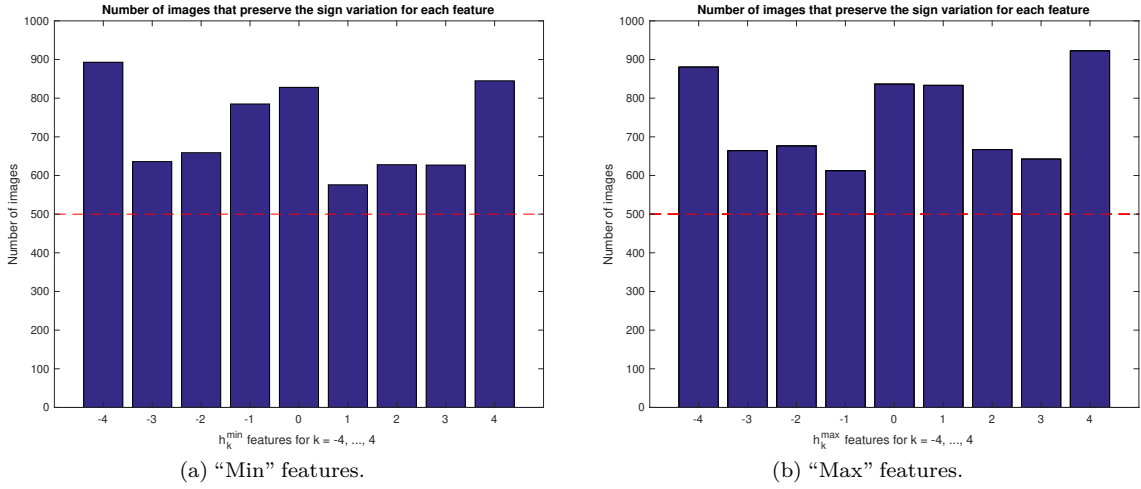 Number of images that preserve the sign variation for each feature
1000
900
800
700
600
500
400
300
200
100
0
Number of images
-4 -3 -2 -1 0 1 2 3 4
h_k^min features for k = -4, ..., 4
(a) “Min” features.
Number of images that preserve the sign variation for each feature
1000
900
800
700
600
500
400
300
200
100
0
Number of images
-4 -3 -2 -1 0 1 2 3 4
h_k^max features for k = -4, ..., 4
(b) “Max” features.